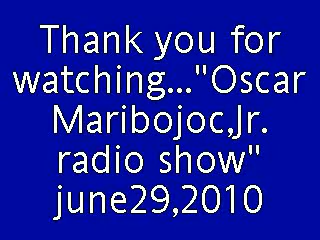 Thank you for
watching..."Oscar
Maribojoc,Jr.
radio show"
june29,2010